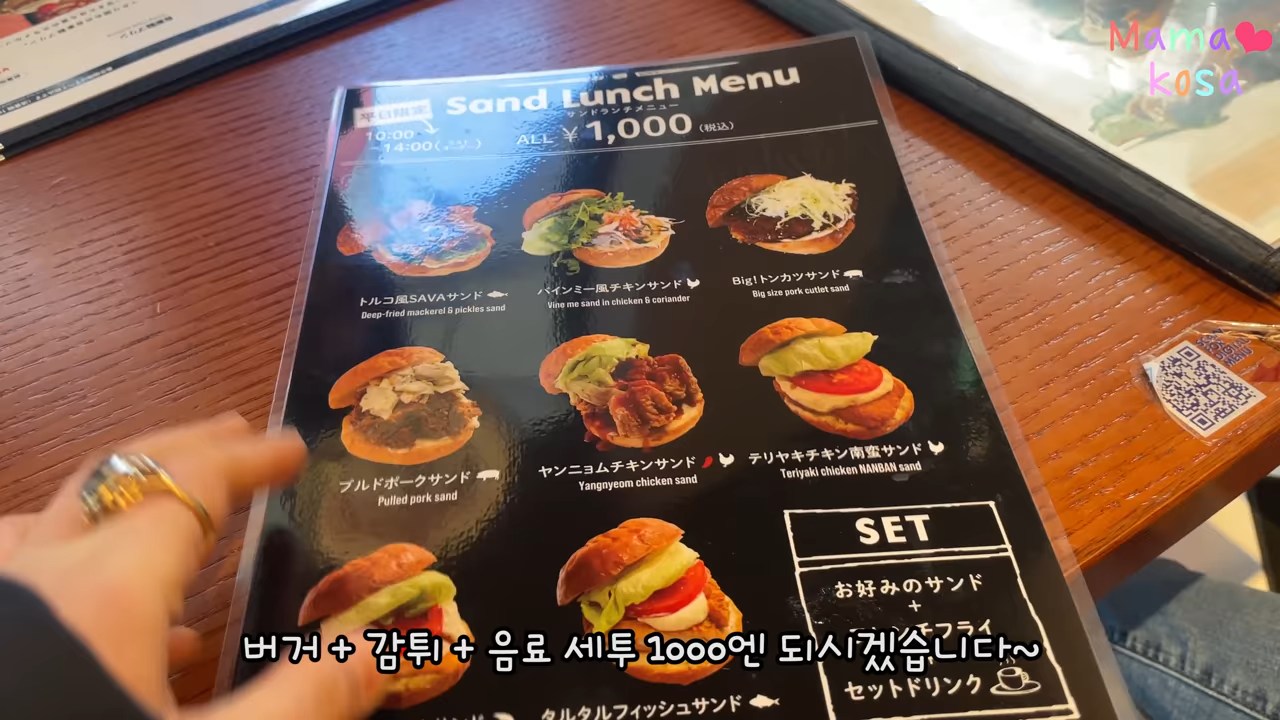 Mama
kosa
平日限定 Sand Lunch Menu
サンドランチメニュー
10:00
~14:00
ALL ¥1,000 (税込)
トルコ風SAVAサンド
Deep-fried mackerel & pickles sand
バインミー風チキンサンド
Vine me sand in chicken & coriander
Big!トンカツサンド
Big size pork cutlet sand
プルドポークサンド
Pulled pork sand
ヤンニョムチキンサンド
Yangnyeom chicken sand
テリヤキチキン南蛮サンド
Teriyaki chicken NANBAN sand
SET
お好みのサンド
+
チフライ
セットドリンク
버거 + 감튀 + 음료 세투 1000엔 되시겠습니다~
タルタルフィッシュサンド